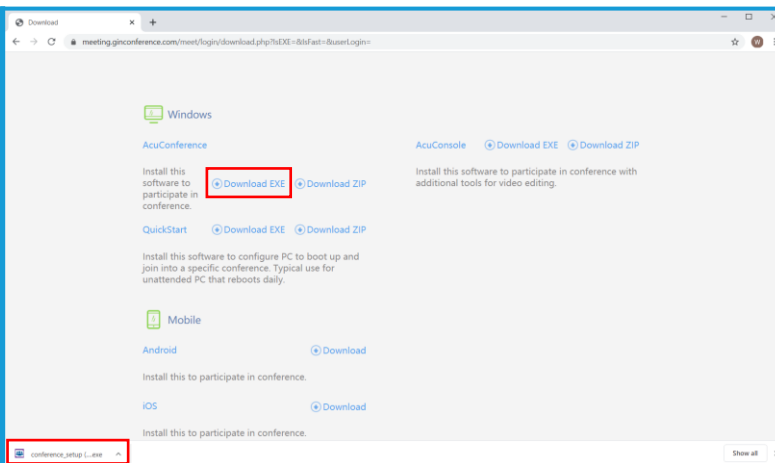 Download
meeting.ginconference.com/meet/login/download.php?IsEXE=&IsFast=&userLogin=
W
Windows
AcuConference
Install this
software to
participate in
conference.
Download EXE
Download ZIP
QuickStart
Download EXE
Download ZIP
Install this software to configure PC to boot up and
join into a specific conference. Typical use for
unattended PC that reboots daily.
AcuConsole
Download EXE
Download ZIP
Install this software to participate in conference with
additional tools for video editing.
Mobile
Android
Download
Install this to participate in conference.
iOS
Download
Install this to participate in conference.
conference_setup (....exe
Show all